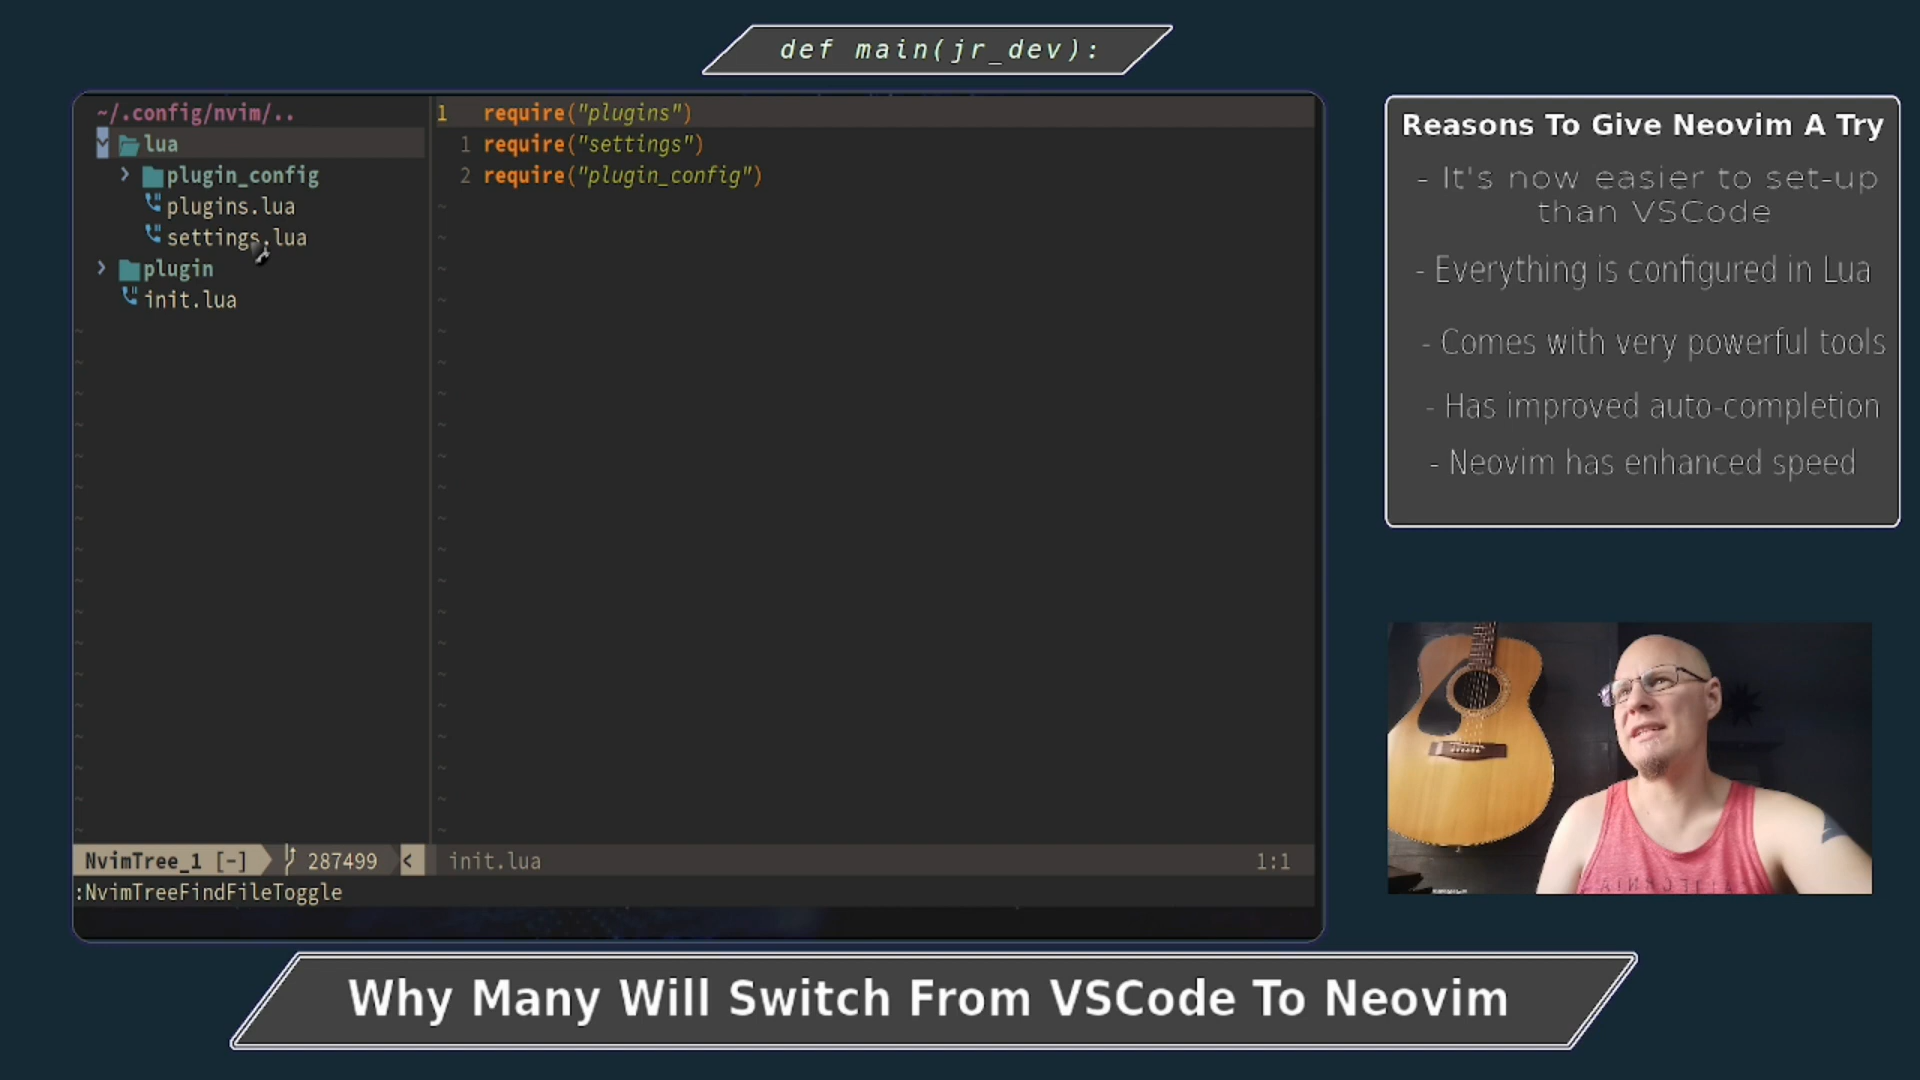 def main(jr_dev):
~/.config/nvim/..
lua
plugin_config
plugins.lua
settings.lua
plugin
init.lua
1 require("plugins")
1 require("settings")
2 require("plugin_config")
NvimTree_1 [-] 287499 < init.lua 1:1
:NvimTreeFindFileToggle
Reasons To Give Neovim A Try
- It's now easier to set-up
than VSCode
- Everything is configured in Lua
- Comes with very powerful tools
- Has improved auto-completion
- Neovim has enhanced speed
Why Many Will Switch From VSCode To Neovim